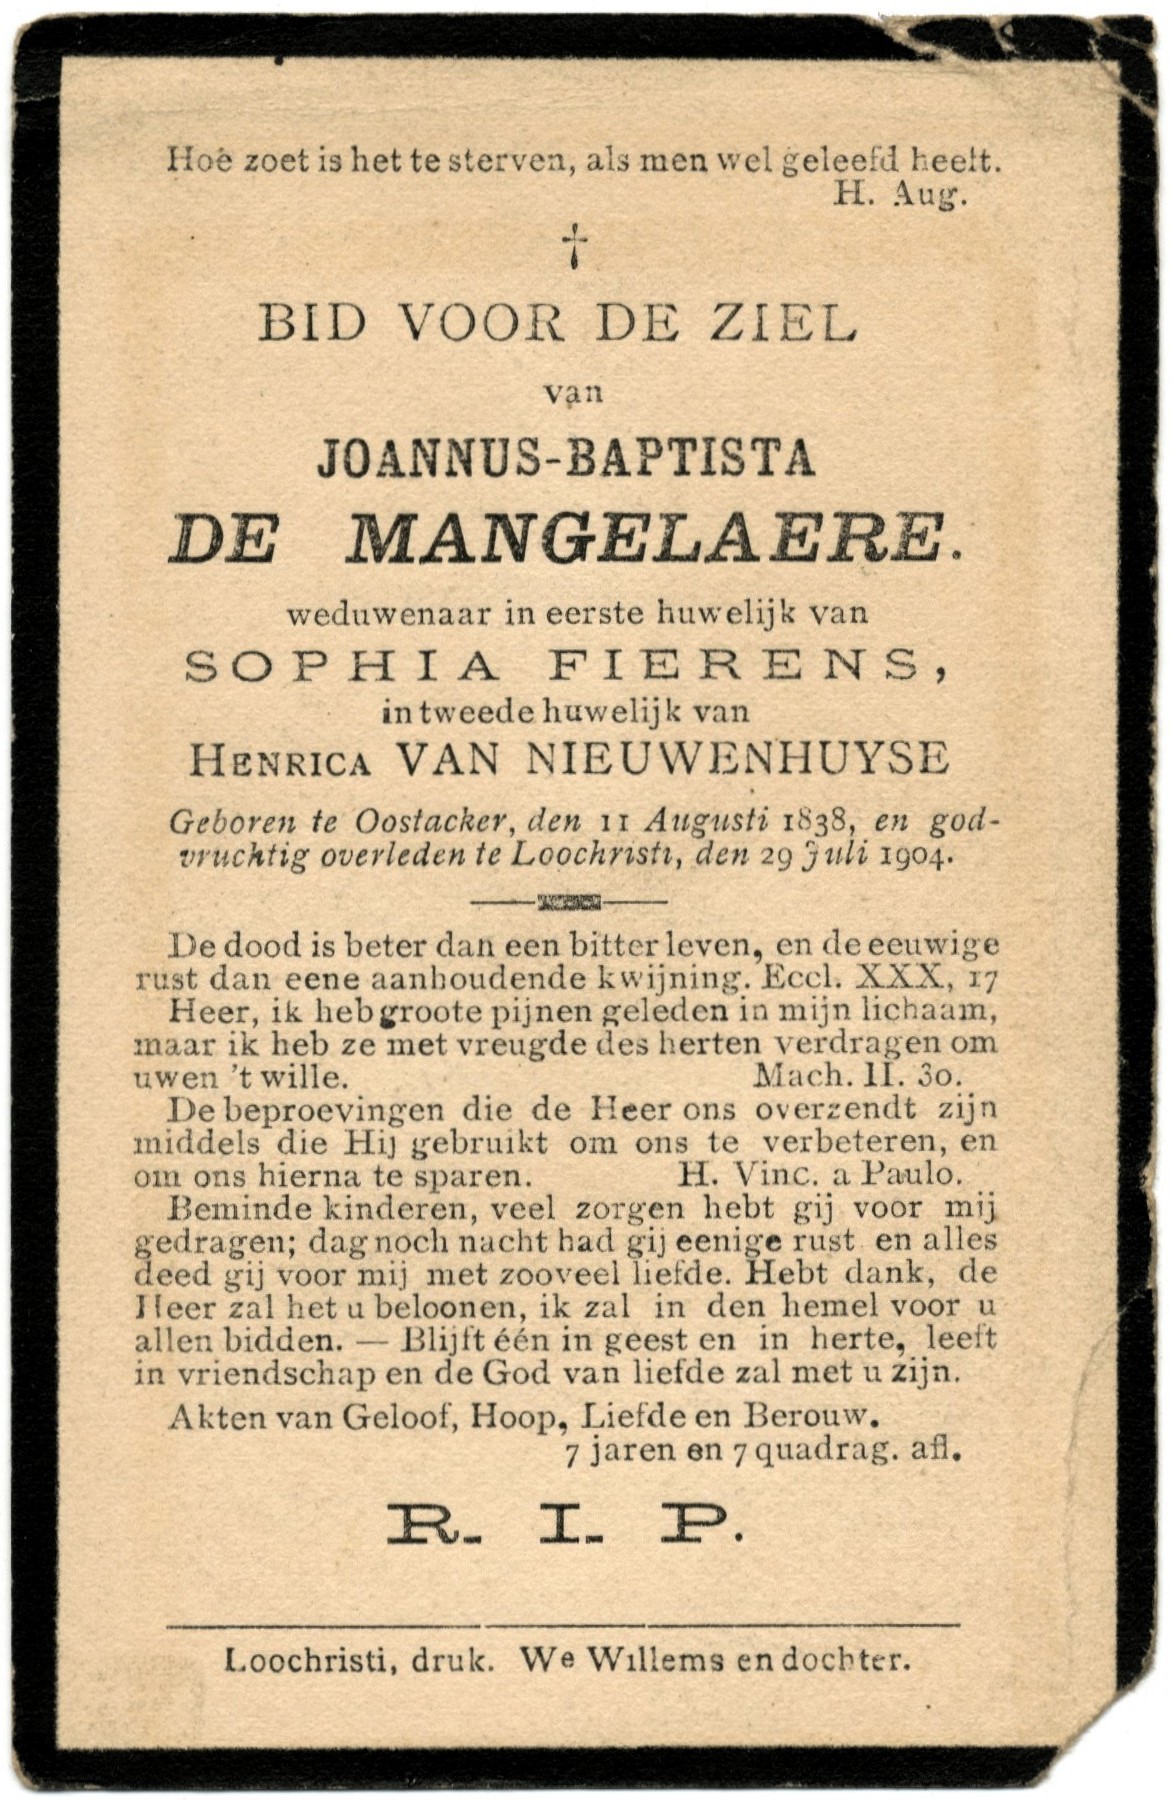 Hoe zoet is het te sterven, als men wel geleefd heeft.
H. Aug.
†
BID VOOR DE ZIEL
van
JOANNUS-BAPTISTA
DE MANGELAERE.
weduwenaar in eerste huwelijk van
SOPHIA FIERENS,
in tweede huwelijk van
HENRICA VAN NIEUWENHUYSE
Geboren te Oostacker, den 11 Augusti 1838, en god-
vruchtig overleden te Loochristi, den 29 Juli 1904.
De dood is beter dan een bitter leven, en de eeuwige
rust dan eene aanhoudende kwijning. Eccl. XXX, 17
Heer, ik heb groote pijnen geleden in mijn lichaam,
maar ik heb ze met vreugde des herten verdragen om
uwen 't wille. Mach. II. 30.
De beproevingen die de Heer ons overzendt zijn
middels die Hij gebruikt om ons te verbeteren, en
om ons hierna te sparen. H. Vinc. a Paulo.
Beminde kinderen, veel zorgen hebt gij voor mij
gedragen; dag noch nacht had gij eenige rust en alles
deed gij voor mij met zooveel liefde. Hebt dank, de
Heer zal het u beloonen, ik zal in den hemel voor u
allen bidden. — Blijft één in geest en in herte, leeft
in vriendschap en de God van liefde zal met u zijn.
Akten van Geloof, Hoop, Liefde en Berouw.
7 jaren en 7 quadrag. afl.
R. I. P.
Loochristi, druk. We Willems en dochter.